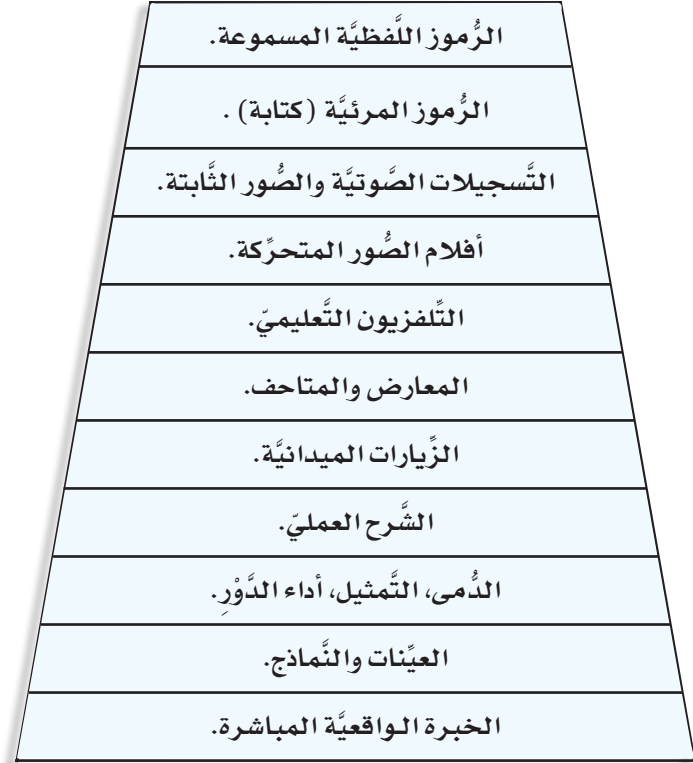 الرُّموز اللَّفظيَّة المسموعة.
الرُّموز المرئيَّة (كتابة) .
التَّسجيلات الصَّوتيَّة والصُّور الثَّابتة.
أفلام الصُّور المتحرِّكة.
التِّلفزيون التَّعليميّ.
المعارض والمتاحف.
الزِّيارات الميدانيَّة.
الشَّرح العمليّ.
الدُّمى، التَّمثيل، أداء الدَّوْرِ.
العيِّنات والنَّماذج.
الخبرة الواقعيَّة المباشرة.